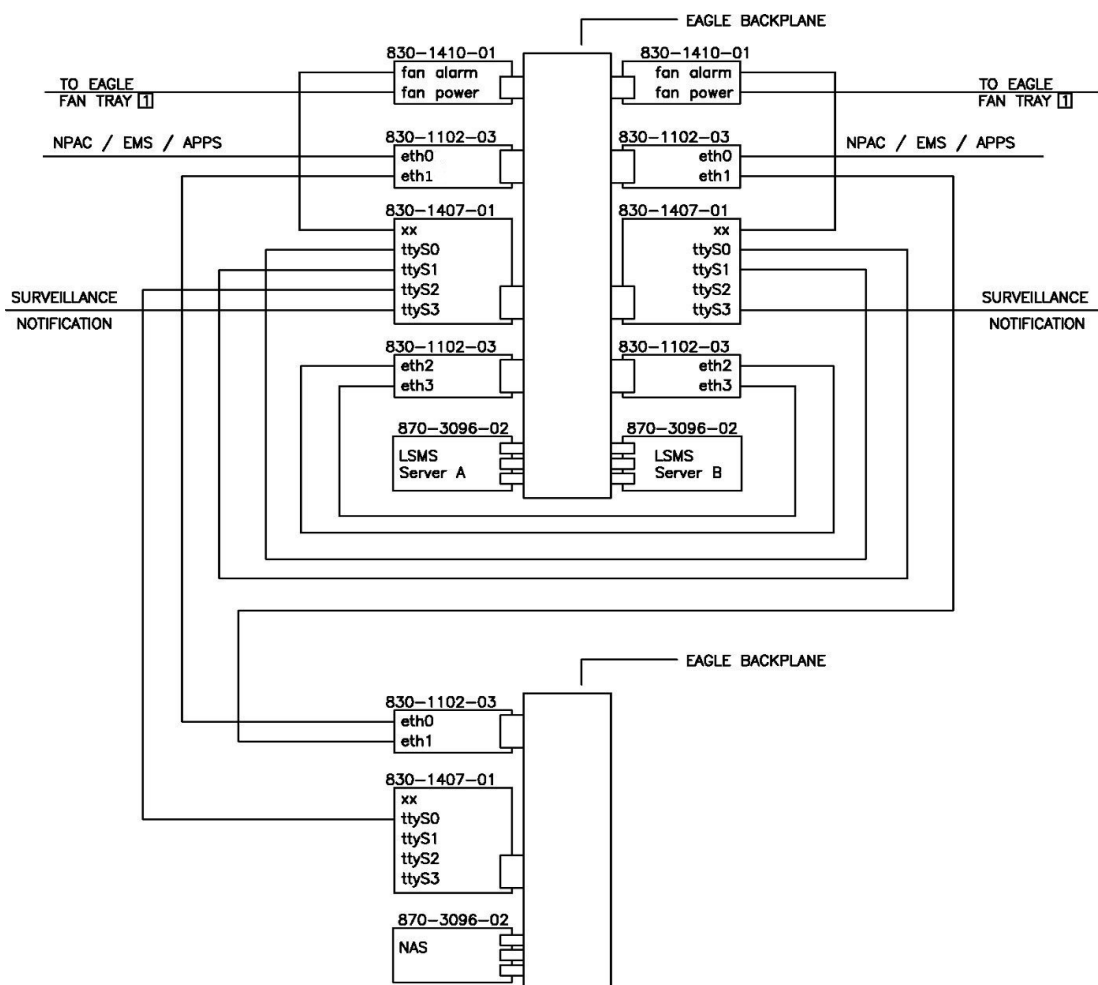 EAGLE BACKPLANE
830-1410-01
fan alarm
fan power
830-1410-01
fan alarm
fan power
TO EAGLE
FAN TRAY 1
TO EAGLE
FAN TRAY 1
NPAC / EMS / APPS
830-1102-03
eth0
eth1
830-1102-03
eth0
eth1
NPAC / EMS / APPS
830-1407-01
xx
ttyS0
ttyS1
ttyS2
ttyS3
830-1407-01
xx
ttyS0
ttyS1
ttyS2
ttyS3
SURVEILLANCE
NOTIFICATION
SURVEILLANCE
NOTIFICATION
830-1102-03
eth2
eth3
830-1102-03
eth2
eth3
870-3096-02
LSMS
Server A
870-3096-02
LSMS
Server B
EAGLE BACKPLANE
830-1102-03
eth0
eth1
830-1407-01
xx
ttyS0
ttyS1
ttyS2
ttyS3
870-3096-02
NAS